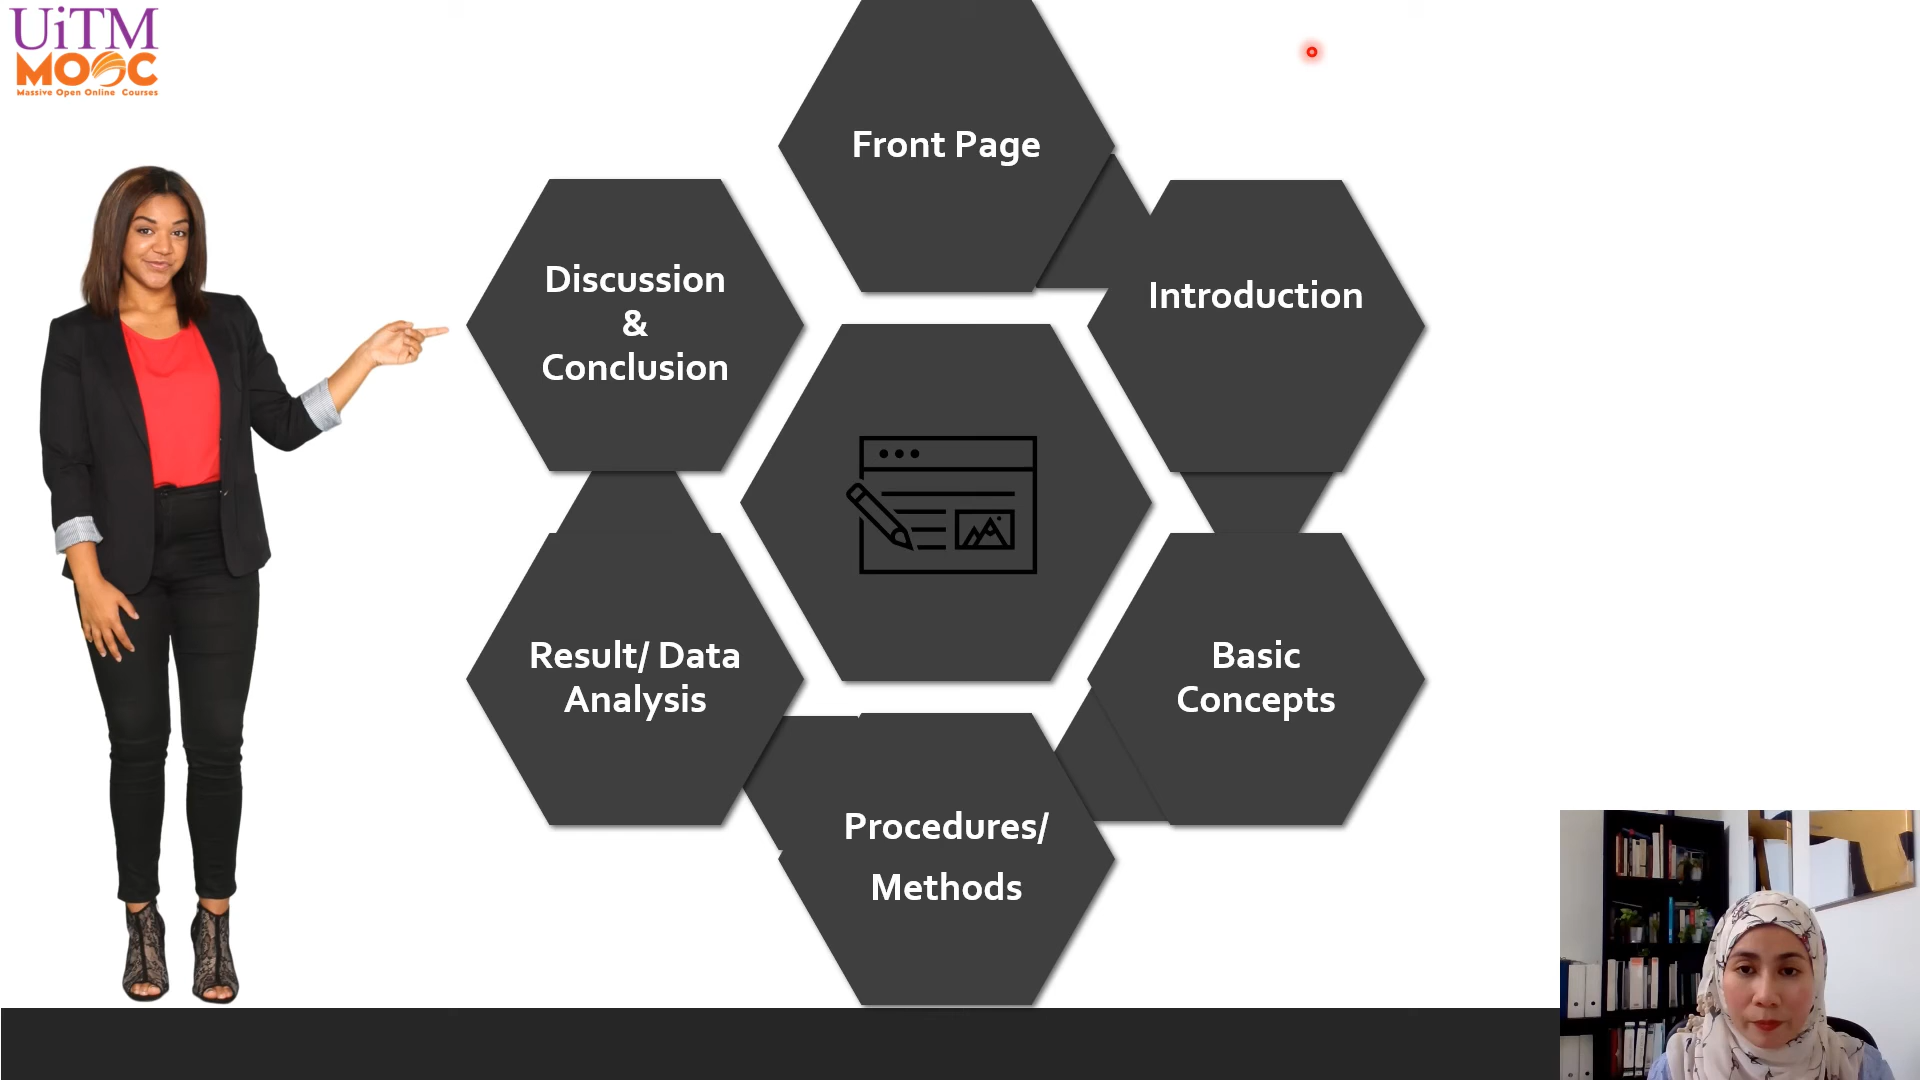 UiTM
MOOC
Massive Open Online Courses
Front Page
Introduction
Basic
Concepts
Procedures/
Methods
Result/ Data
Analysis
Discussion
&
Conclusion